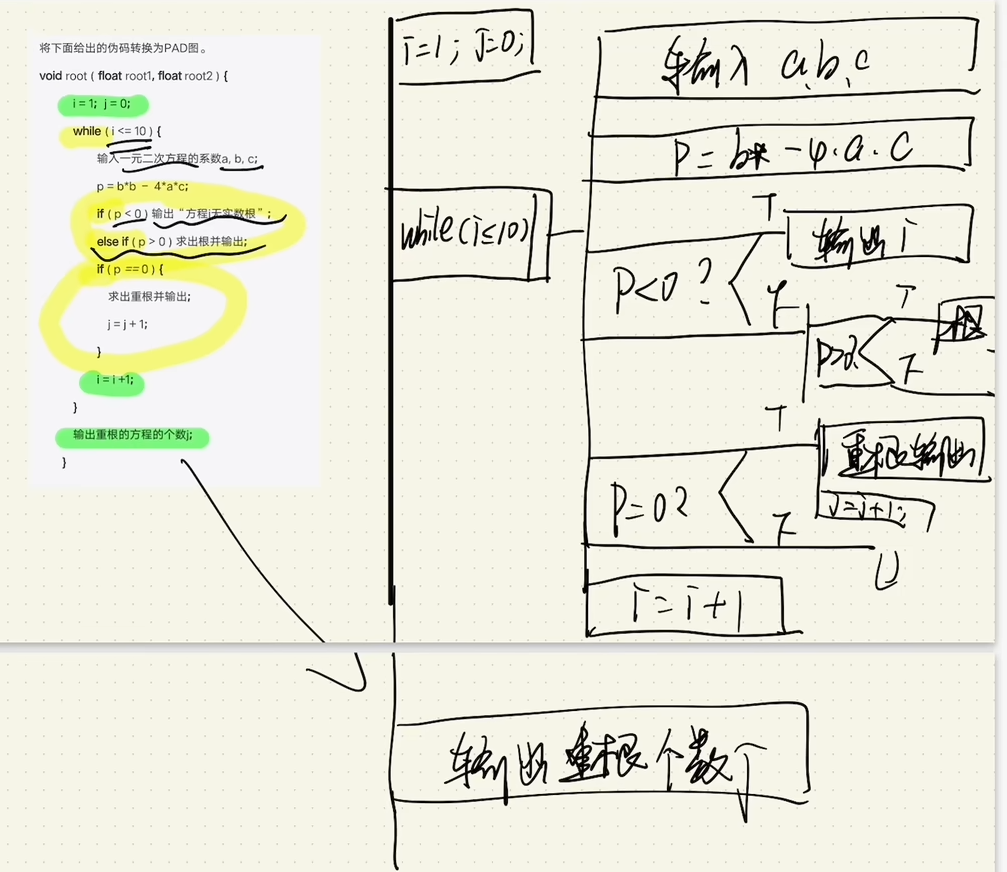 将下面给出的伪码转换为PAD图。
void root ( float root1, float root2 ) {
i = 1; j = 0;
while ( i <= 10 ) {
输入一元二次方程的系数a, b, c;
p = b*b － 4*a*c;
if ( p < 0 ) 输出“方程i无实数根”;
else if ( p > 0 ) 求出根并输出;
if ( p ==0 ) {
求出重根并输出;
j = j + 1;
}
i = i +1;
}
输出重根的方程的个数j;
}
i=1; j=0;
while(i≤10)
输入 a, b, c
P = b* - 4·a·c
P<0?
T
输出 i
F
P>0?
T
根
F
P=0?
T
重根输出
j=j+1;
F
i=i+1
输出重根个数j